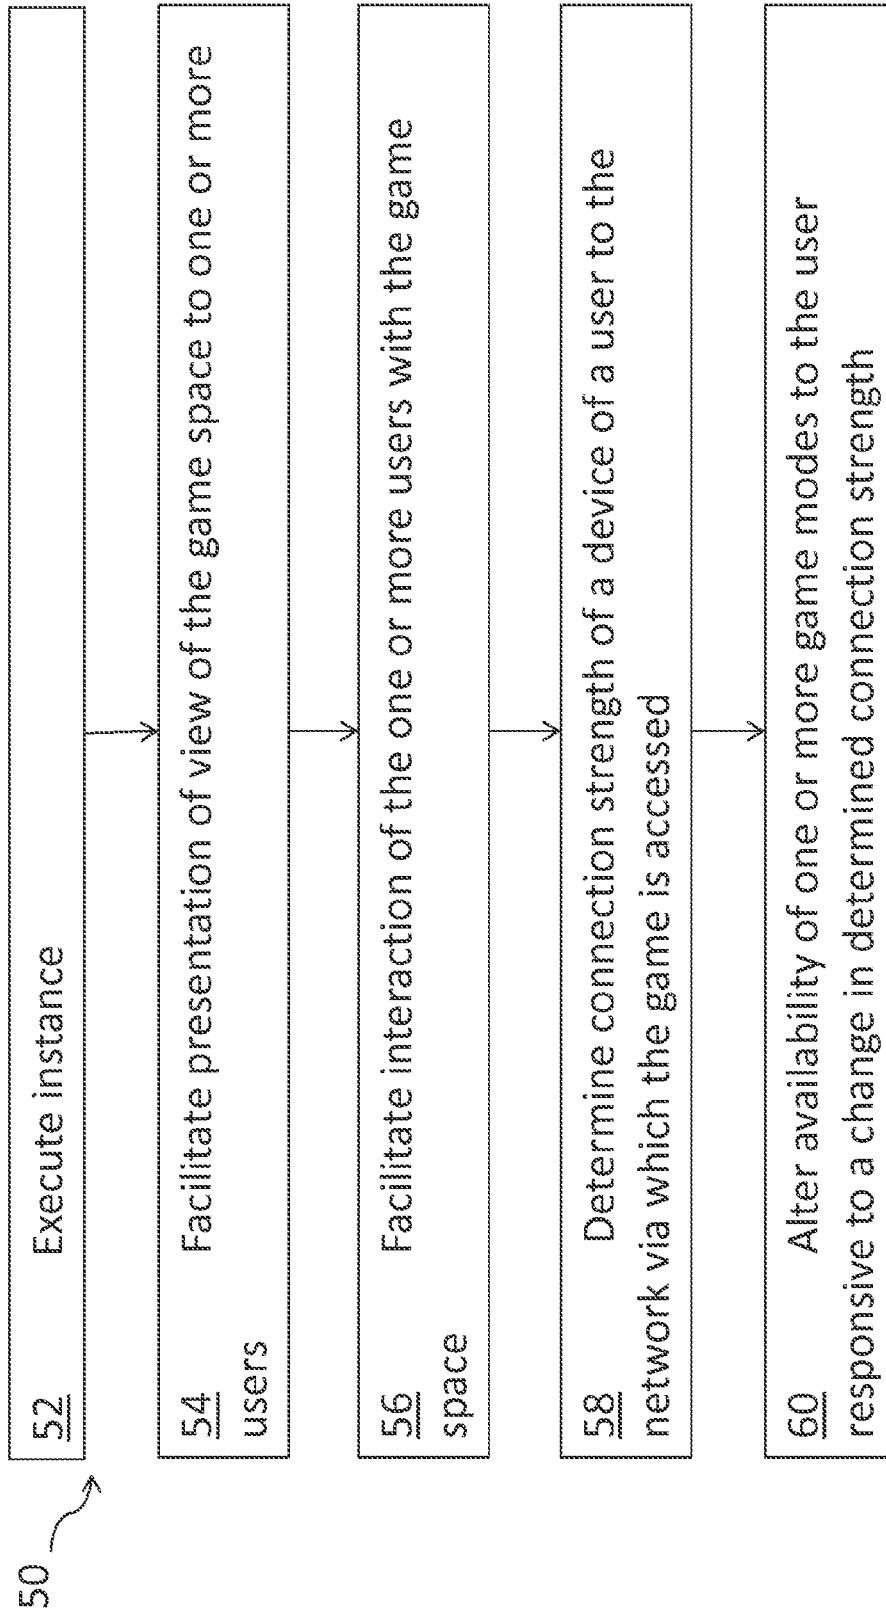 50
52 Execute instance
54 Facilitate presentation of view of the game space to one or more
users
56 Facilitate interaction of the one or more users with the game
space
58 Determine connection strength of a device of a user to the
network via which the game is accessed
60 Alter availability of one or more game modes to the user
responsive to a change in determined connection strength